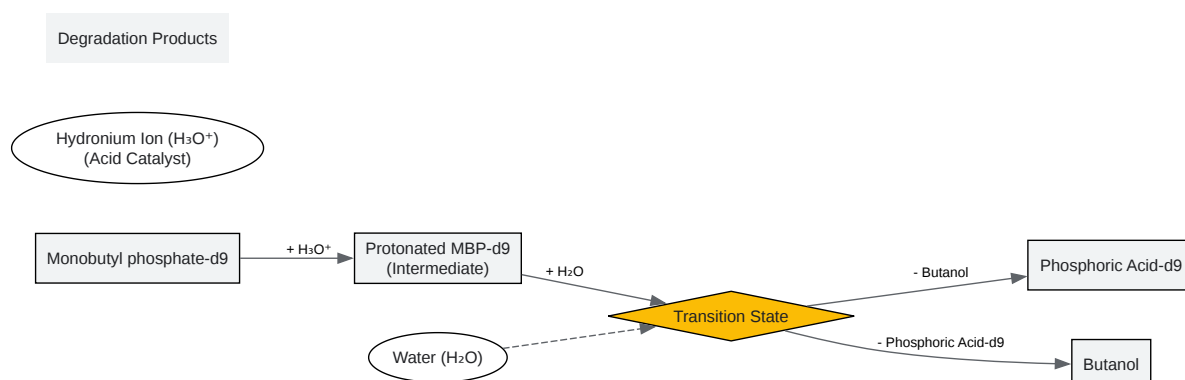 Degradation Products
Hydronium Ion (H₃O⁺)
(Acid Catalyst)
Monobutyl phosphate-d9
+ H₃O⁺
Protonated MBP-d9
(Intermediate)
+ H₂O
Water (H₂O)
Transition State
- Butanol
- Phosphoric Acid-d9
Phosphoric Acid-d9
Butanol